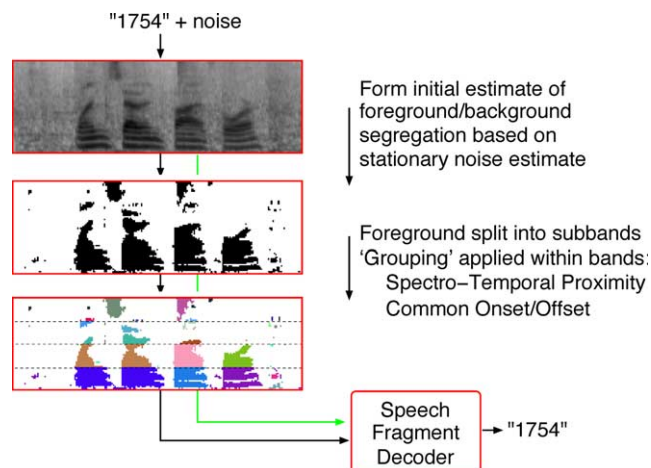 "1754" + noise
Form initial estimate of
foreground/background
segregation based on
stationary noise estimate
Foreground split into subbands
‘Grouping’ applied within bands:
Spectro−Temporal Proximity
Common Onset/Offset
Speech
Fragment
Decoder
"1754"